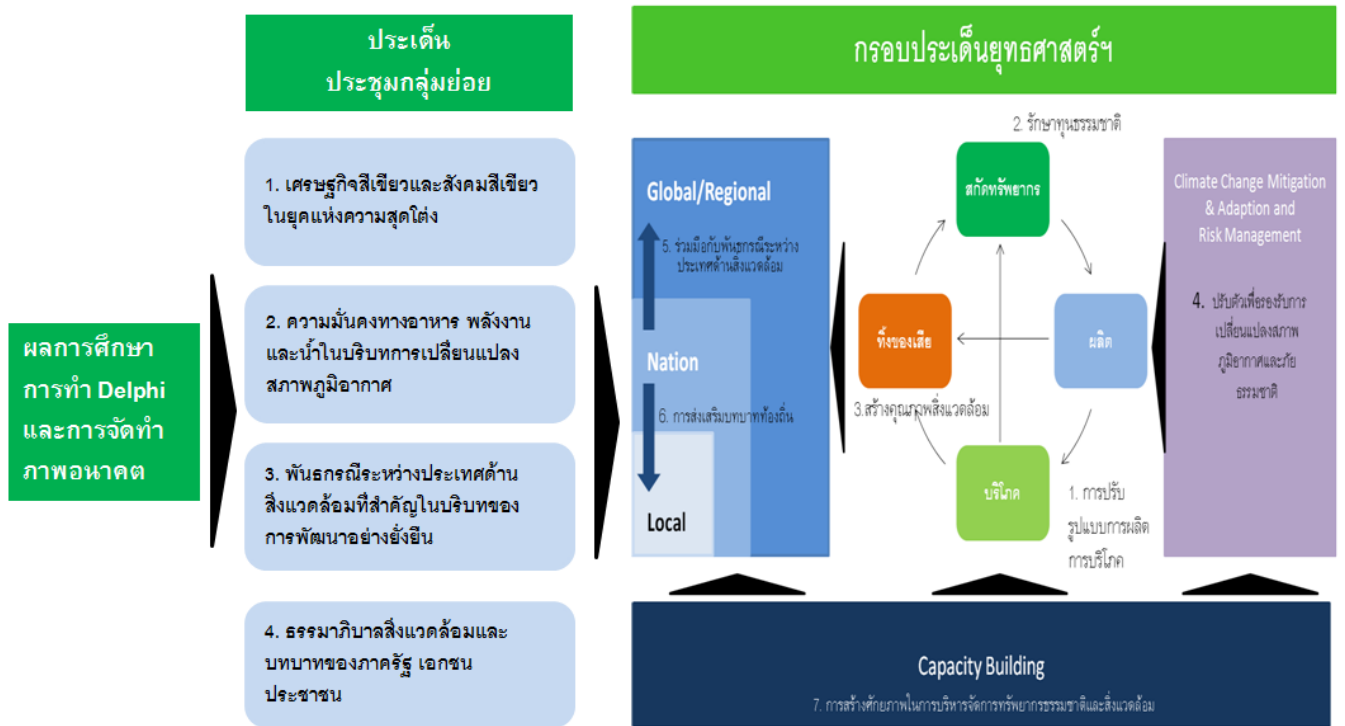 ผลการศึกษา
การทำ Delphi
และการจัดทำ
ภาพอนาคต
ประเด็น
ประชุมกลุ่มย่อย
1. เศรษฐกิจสีเขียวและสังคมสีเขียว
ในยุคแห่งความสุดโต่ง
2. ความมั่นคงทางอาหาร พลังงาน
และน้ำในบริบทการเปลี่ยนแปลง
สภาพภูมิอากาศ
3. พันธกรณีระหว่างประเทศด้าน
สิ่งแวดล้อมที่สำคัญในบริบทของ
การพัฒนาอย่างยั่งยืน
4. ธรรมาภิบาลสิ่งแวดล้อมและ
บทบาทของภาครัฐ เอกชน
ประชาชน
กรอบประเด็นยุทธศาสตร์ฯ
Global/Regional
5. ร่วมมือกับพันธกรณีระหว่าง
ประเทศด้านสิ่งแวดล้อม
Nation
6. การส่งเสริมบทบาทท้องถิ่น
Local
2. รักษาทุนธรรมชาติ
สกัดทรัพยากร
ทิ้งของเสีย
ผลิต
3.สร้างคุณภาพสิ่งแวดล้อม
บริโภค
1. การปรับ
รูปแบบการผลิต
การบริโภค
Climate Change Mitigation
& Adaption and
Risk Management
4. ปรับตัวเพื่อรองรับการ
เปลี่ยนแปลงสภาพ
ภูมิอากาศและภัย
ธรรมชาติ
Capacity Building
7. การสร้างศักยภาพในการบริหารจัดการทรัพยากรธรรมชาติและสิ่งแวดล้อม